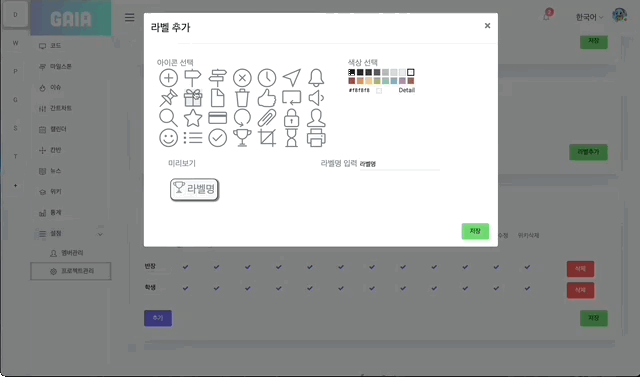 D
GAIA
4
한국어
W
P
G
S
T
+
코드
마일스톤
이슈
간트차트
캘린더
칸반
뉴스
위키
통계
설정
멤버관리
프로젝트관리
라벨 추가
×
아이콘 선택
색상 선택
#f8f8f8
Detail
미리보기
라벨명 입력 라벨명
라벨명
저장
저장
라벨추가
수정
위키삭제
반장
삭제
학생
삭제
추가
저장